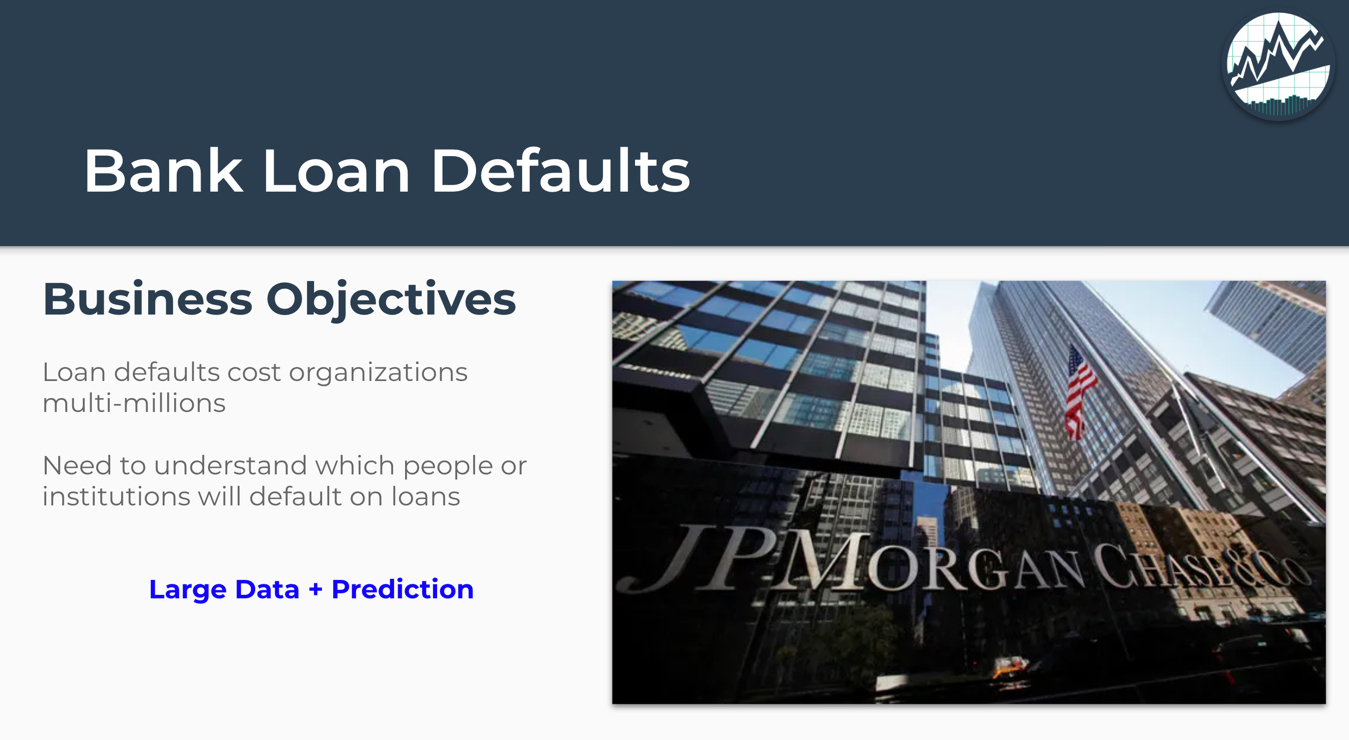 Bank Loan Defaults
Business Objectives
Loan defaults cost organizations
multi-millions
Need to understand which people or
institutions will default on loans
Large Data + Prediction
JPMORGAN CHASE & CO